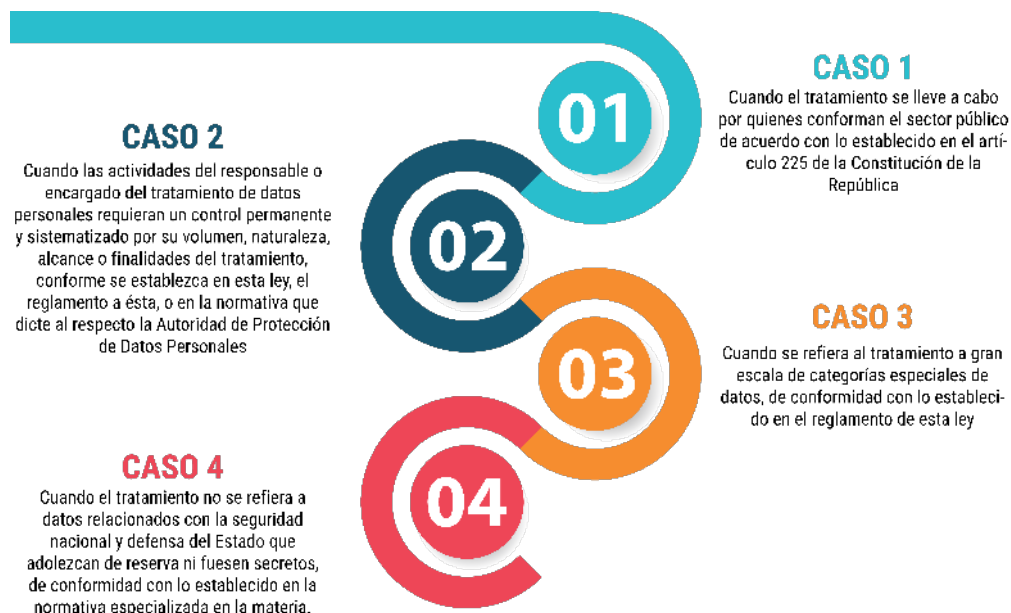 CASO 1
Cuando el tratamiento se lleve a cabo
por quienes conforman el sector público
de acuerdo con lo establecido en el artí-
culo 225 de la Constitución de la
República
01
CASO 2
Cuando las actividades del responsable o
encargado del tratamiento de datos
personales requieran un control permanente
y sistematizado por su volumen, naturaleza,
alcance o finalidades del tratamiento,
conforme se establezca en esta ley, el
reglamento a ésta, o en la normativa que
dicte al respecto la Autoridad de Protección
de Datos Personales
02
CASO 3
Cuando se refiera al tratamiento a gran
escala de categorías especiales de
datos, de conformidad con lo estableci-
do en el reglamento de esta ley
03
CASO 4
Cuando el tratamiento no se refiera a
datos relacionados con la seguridad
nacional y defensa del Estado que
adolezcan de reserva ni fuesen secretos,
de conformidad con lo establecido en la
normativa especializada en la materia.
04